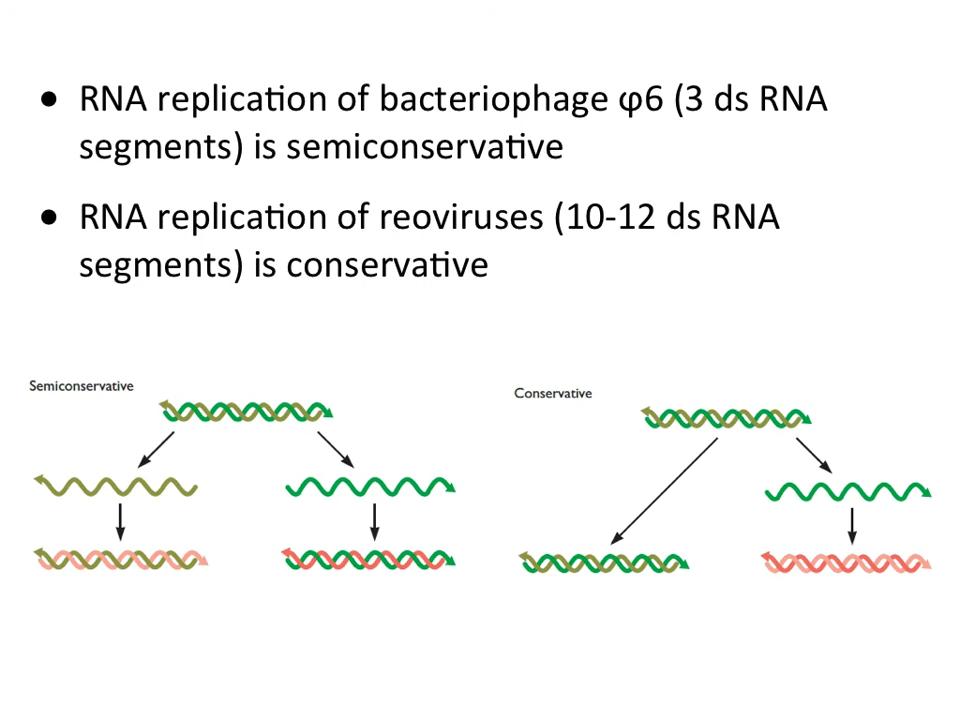 • RNA replication of bacteriophage φ6 (3 ds RNA
segments) is semiconservative
• RNA replication of reoviruses (10-12 ds RNA
segments) is conservative
Semiconservative
Conservative